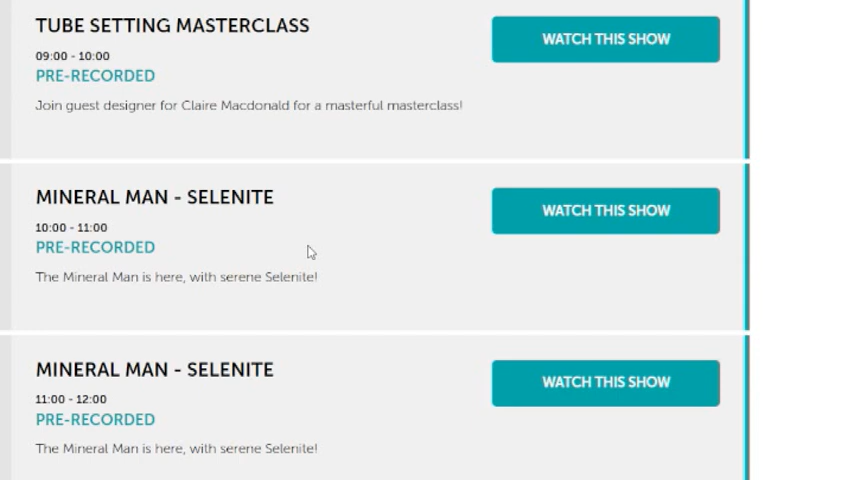 TUBE SETTING MASTERCLASS
WATCH THIS SHOW
09:00 - 10:00
PRE-RECORDED
Join guest designer for Claire Macdonald for a masterful masterclass!
MINERAL MAN - SELENITE
WATCH THIS SHOW
10:00 - 11:00
PRE-RECORDED
The Mineral Man is here, with serene Selenite!
MINERAL MAN - SELENITE
WATCH THIS SHOW
11:00 - 12:00
PRE-RECORDED
The Mineral Man is here, with serene Selenite!